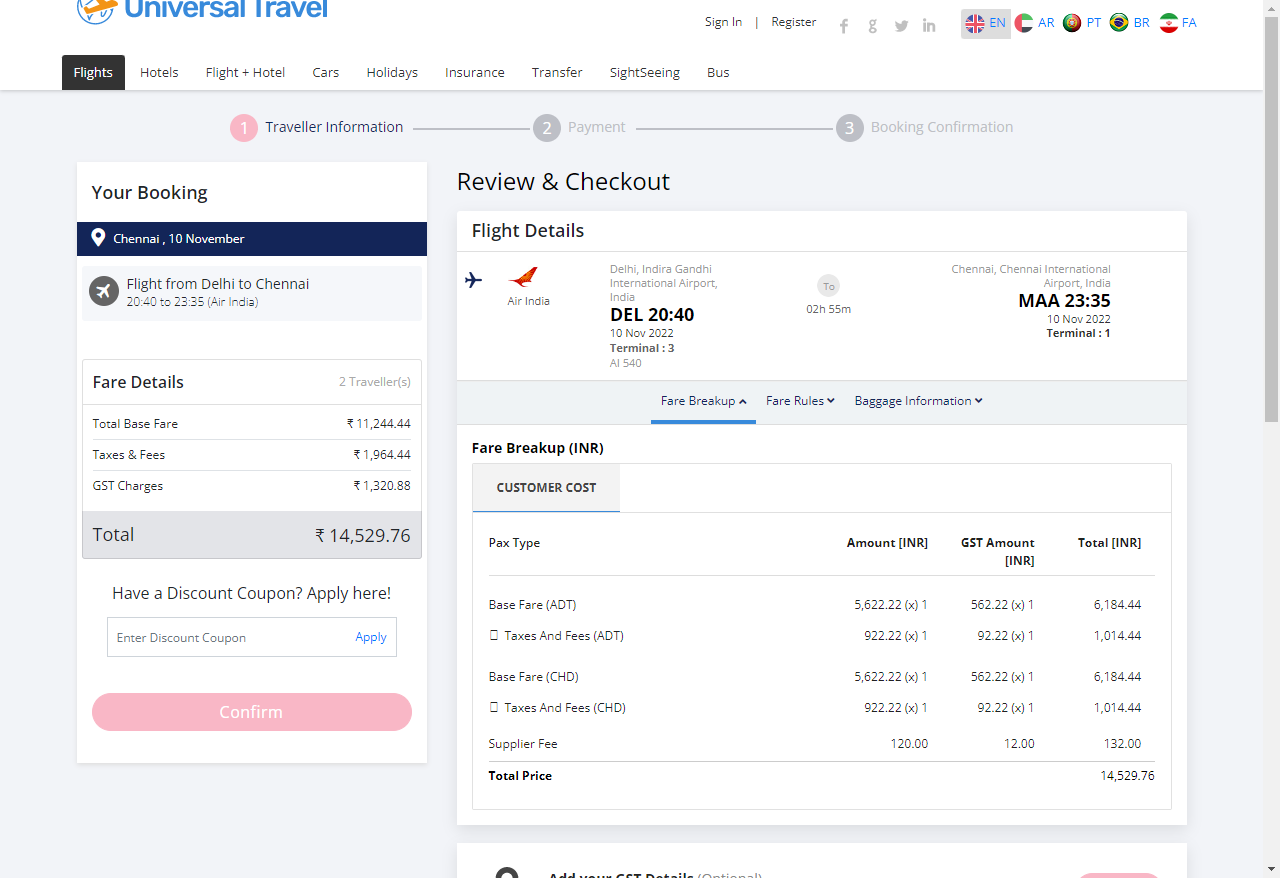 Universal Travel
Sign In | Register
EN AR PT BR FA
Flights Hotels Flight + Hotel Cars Holidays Insurance Transfer SightSeeing Bus
1 Traveller Information 2 Payment 3 Booking Confirmation
Your Booking
Chennai , 10 November
Flight from Delhi to Chennai
20:40 to 23:35 (Air India)
Fare Details 2 Traveller(s)
Total Base Fare ₹ 11,244.44
Taxes & Fees ₹ 1,964.44
GST Charges ₹ 1,320.88
Total ₹ 14,529.76
Have a Discount Coupon? Apply here!
Enter Discount Coupon Apply
Confirm
Review & Checkout
Flight Details
Air India
Delhi, Indira Gandhi
International Airport,
India
DEL 20:40
10 Nov 2022
Terminal : 3
AI 540
To
02h 55m
Chennai, Chennai International
Airport, India
MAA 23:35
10 Nov 2022
Terminal : 1
Fare Breakup Fare Rules Baggage Information
Fare Breakup (INR)
CUSTOMER COST
Pax Type Amount [INR] GST Amount [INR] Total [INR]
Base Fare (ADT) 5,622.22 (x) 1 562.22 (x) 1 6,184.44
Taxes And Fees (ADT) 922.22 (x) 1 92.22 (x) 1 1,014.44
Base Fare (CHD) 5,622.22 (x) 1 562.22 (x) 1 6,184.44
Taxes And Fees (CHD) 922.22 (x) 1 92.22 (x) 1 1,014.44
Supplier Fee 120.00 12.00 132.00
Total Price 14,529.76
Add your GST Details (Optional)